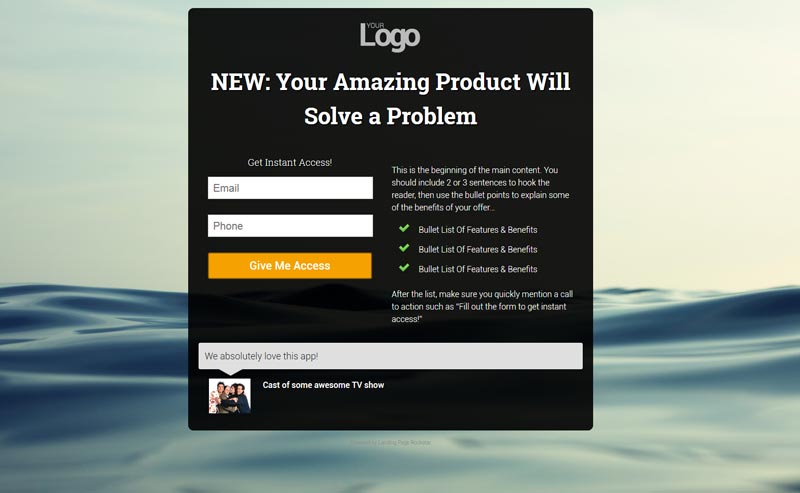 YOUR
Logo
NEW: Your Amazing Product Will
Solve a Problem
Get Instant Access!
Email
Phone
Give Me Access
This is the beginning of the main content. You
should include 2 or 3 sentences to hook the
reader, then use the bullet points to explain some
of the benefits of your offer...
Bullet List Of Features & Benefits
Bullet List Of Features & Benefits
Bullet List Of Features & Benefits
After the list, make sure you quickly mention a call
to action such as "Fill out the form to get instant
access!"
We absolutely love this app!
Cast of some awesome TV show
Powered by Landing Page Rockstar